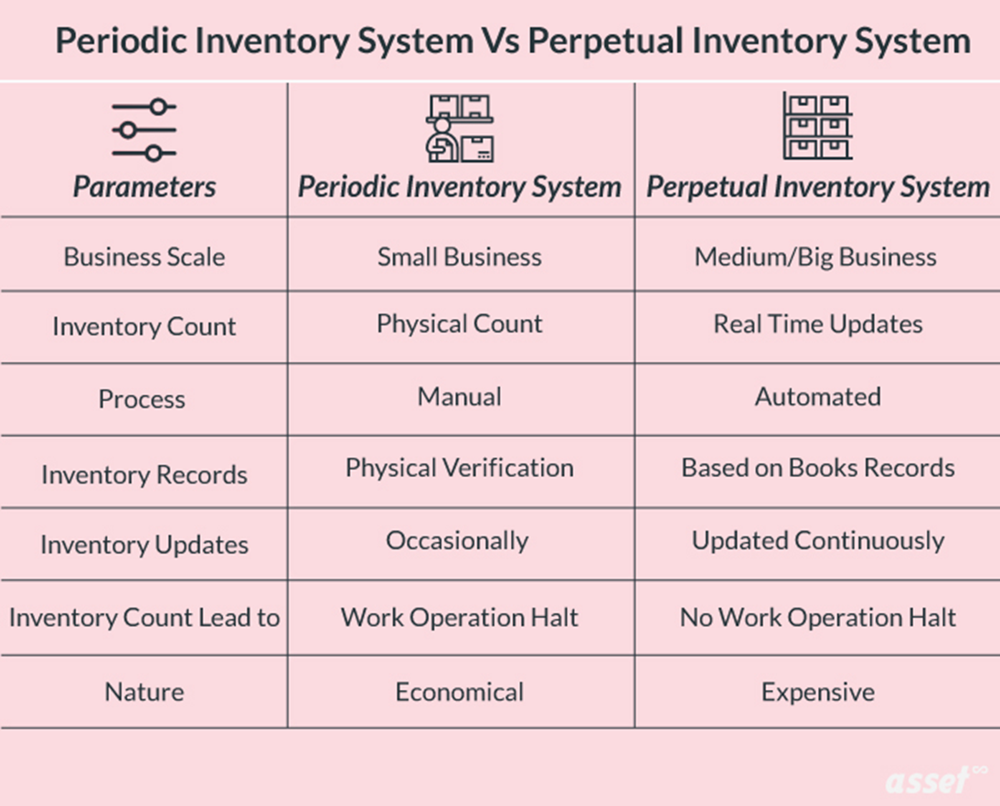 Periodic Inventory System Vs Perpetual Inventory System
Parameters Periodic Inventory System Perpetual Inventory System
Business Scale Small Business Medium/Big Business
Inventory Count Physical Count Real Time Updates
Process Manual Automated
Inventory Records Physical Verification Based on Books Records
Inventory Updates Occasionally Updated Continuously
Inventory Count Lead to Work Operation Halt No Work Operation Halt
Nature Economical Expensive
asset∞